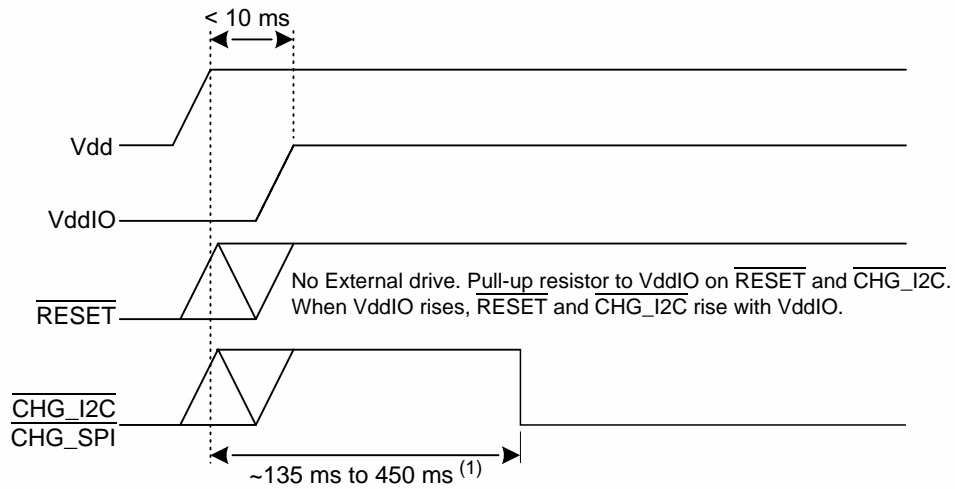 < 10 ms
Vdd
VddIO
No External drive. Pull-up resistor to VddIO on RESET and CHG_I2C.
When VddIO rises, RESET and CHG_I2C rise with VddIO.
RESET
CHG_I2C
CHG_SPI
~135 ms to 450 ms (1)